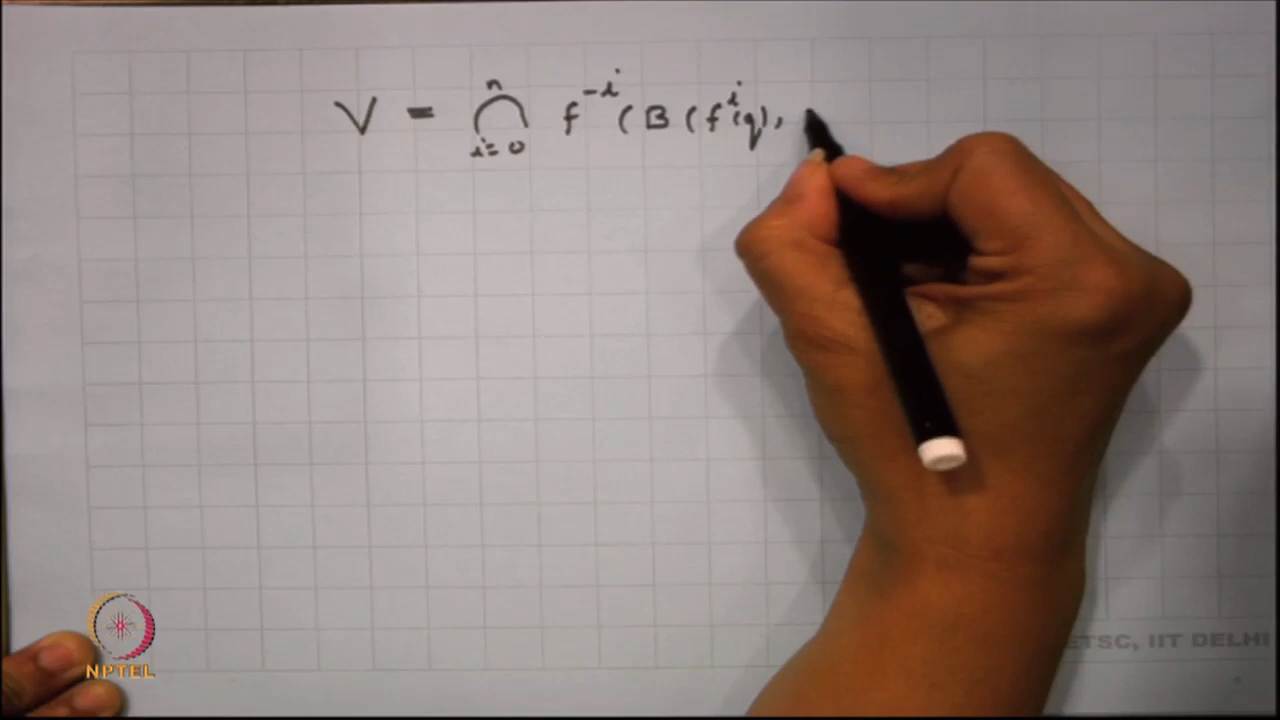 V = ⋂_{i=0}^{n} f^{-i}(B(f^i(q),
NPTEL
ETSC, IIT DELHI